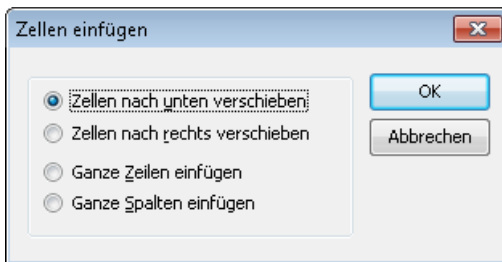 Zellen einfügen
Zellen nach unten verschieben
OK
Zellen nach rechts verschieben
Abbrechen
Ganze Zeilen einfügen
Ganze Spalten einfügen